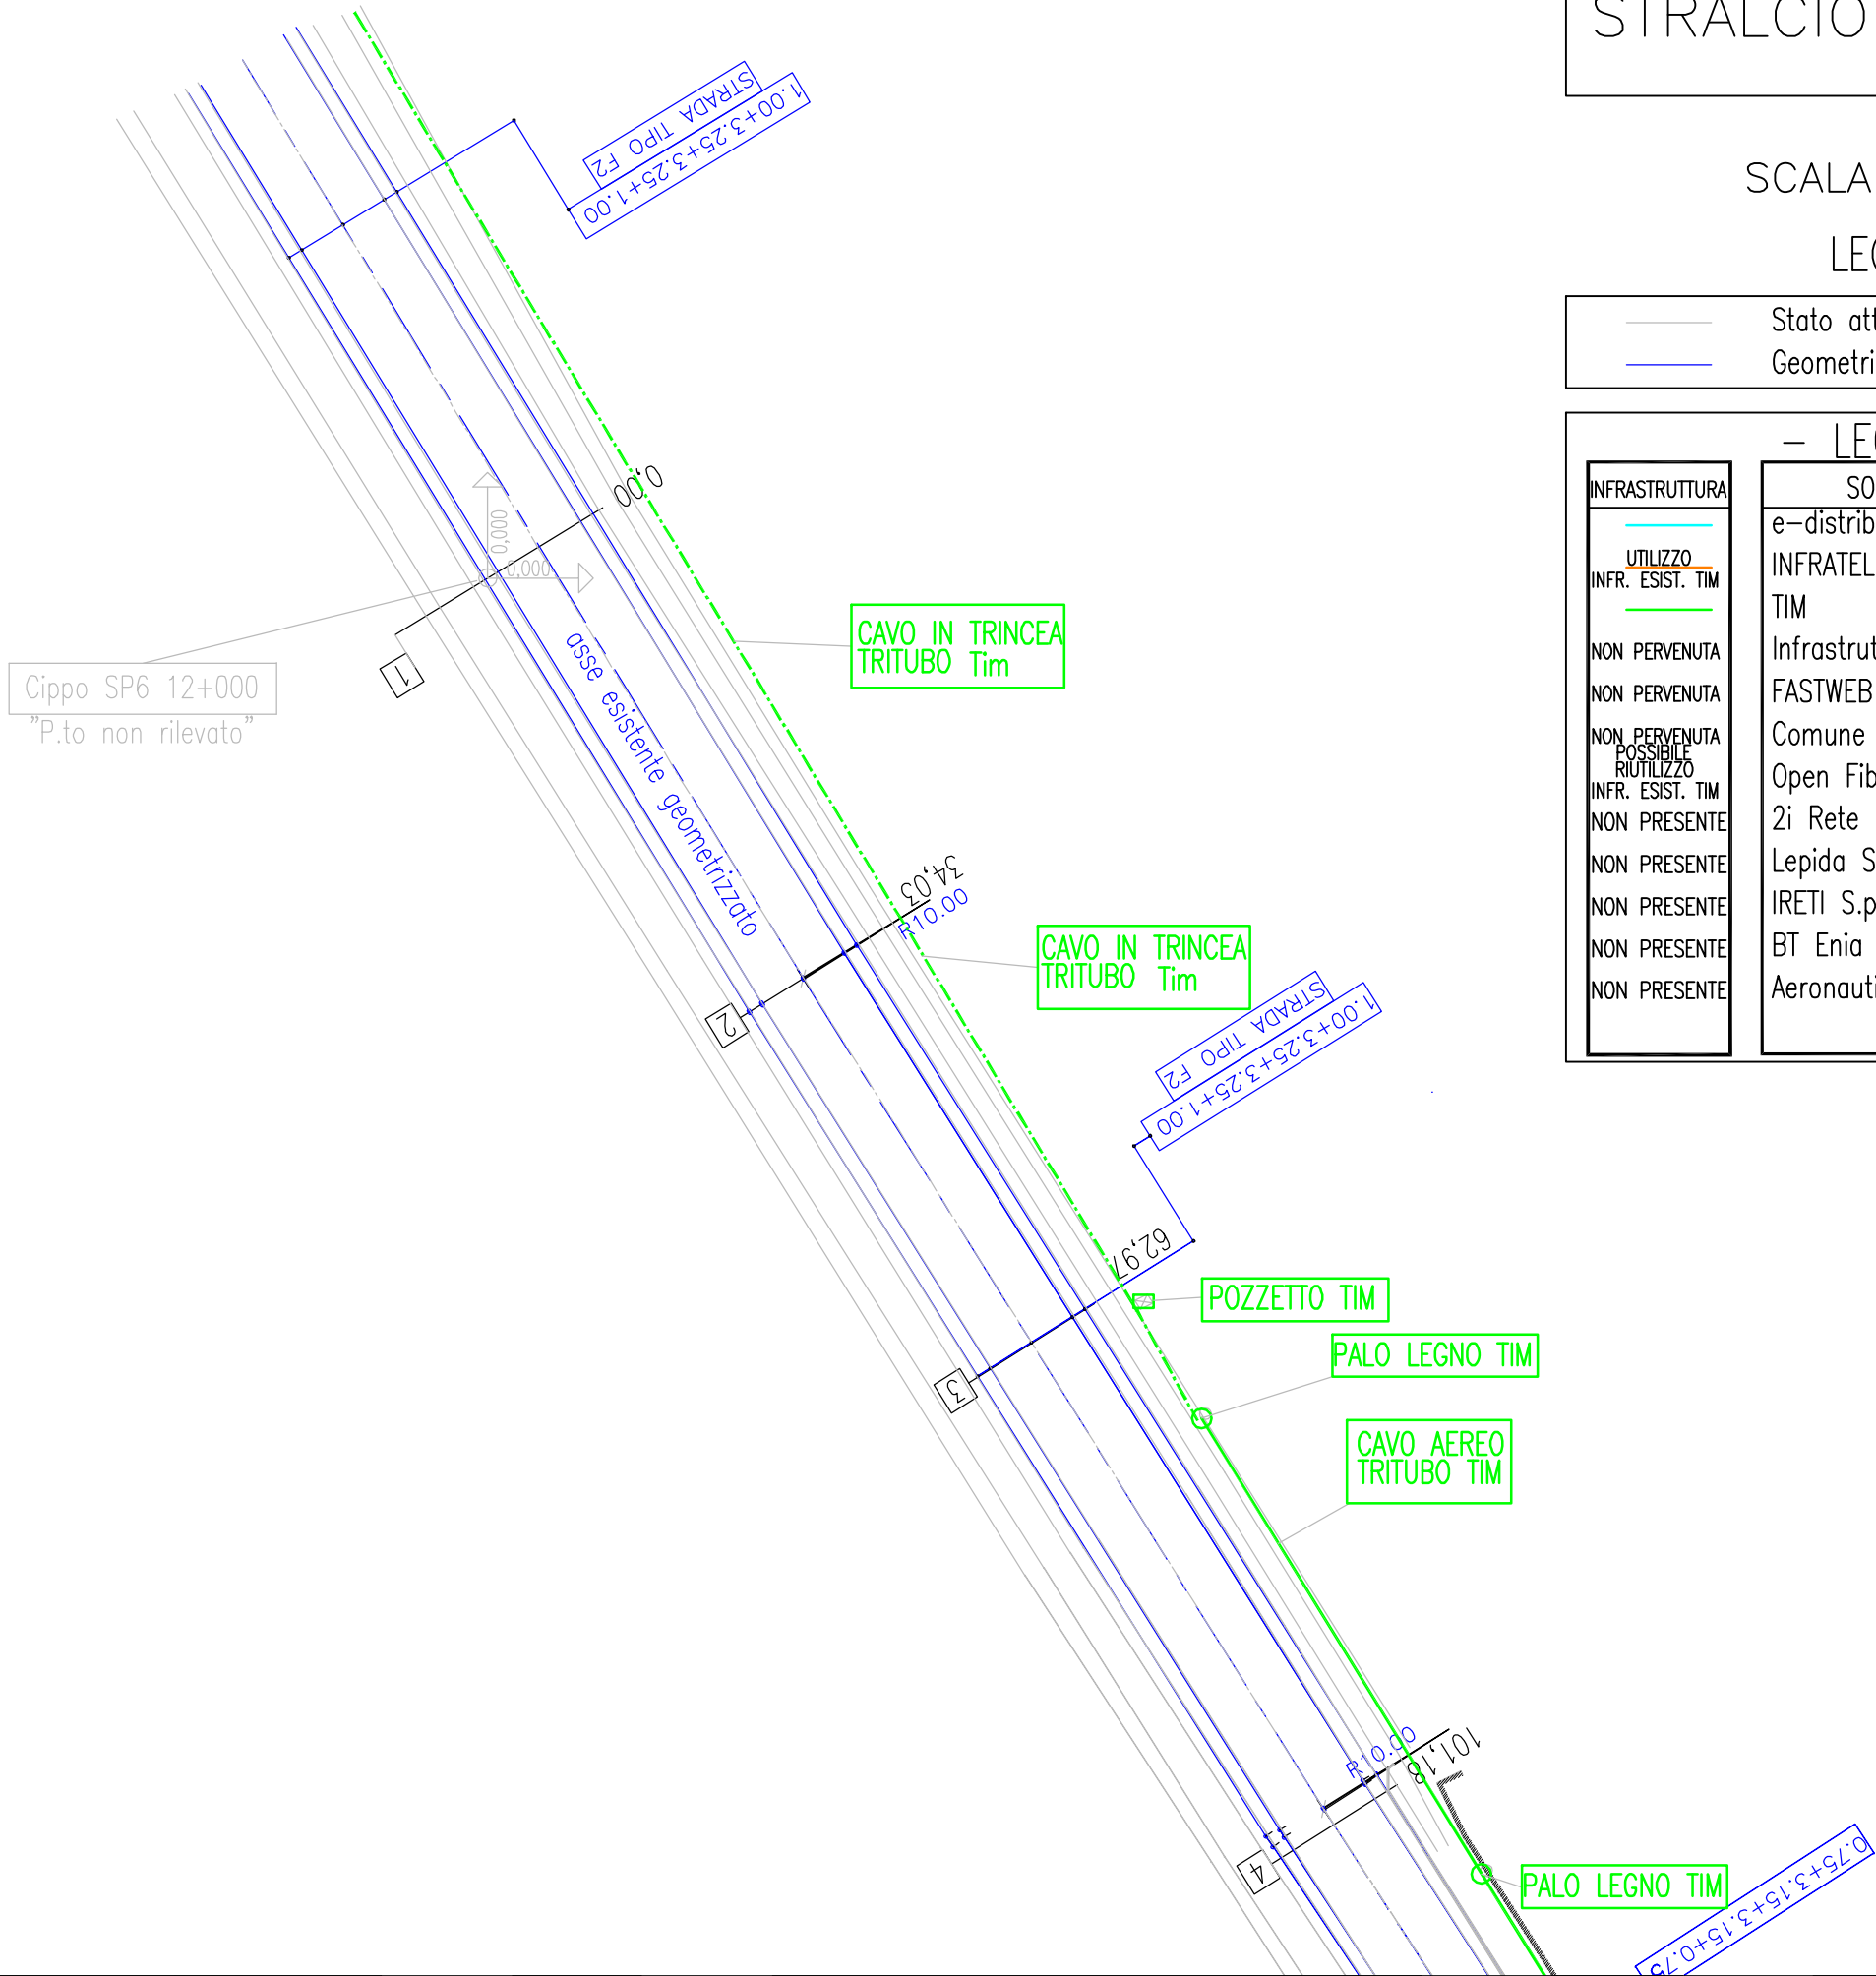 STRALCIO
SCALA
Stato
INFRASTRUTTURA
e-distrib
UTILIZZO
INFR. ESIST. TIM
INFRATEL
TIM
NON PERVENUTA
Infrastrut
NON PERVENUTA
FASTWEB
NON PERVENUTA
Comune
POSSIBILE
RIUTILIZZO
INFR. ESIST. TIM
Open Fib
NON PRESENTE
2i Rete
NON PRESENTE
Lepida S
NON PRESENTE
IRETI S.p
NON PRESENTE
BT Enia
NON PRESENTE
Aeronauti
STRADA TIPO F2
1.00+3.25+3.25+1.00
0,00
0,000
0,000
1
Cippo SP6 12+000
"P.to non rilevato"
asse esistente geometrizzato
CAVO IN TRINCEA
TRITUBO Tim
34,03
R10.00
2
CAVO IN TRINCEA
TRITUBO Tim
STRADA TIPO F2
1.00+3.25+3.25+1.00
62,97
3
POZZETTO TIM
PALO LEGNO TIM
CAVO AEREO
TRITUBO TIM
R10.00
101,18
4
PALO LEGNO TIM
0.75+3.15+3.15+0.75